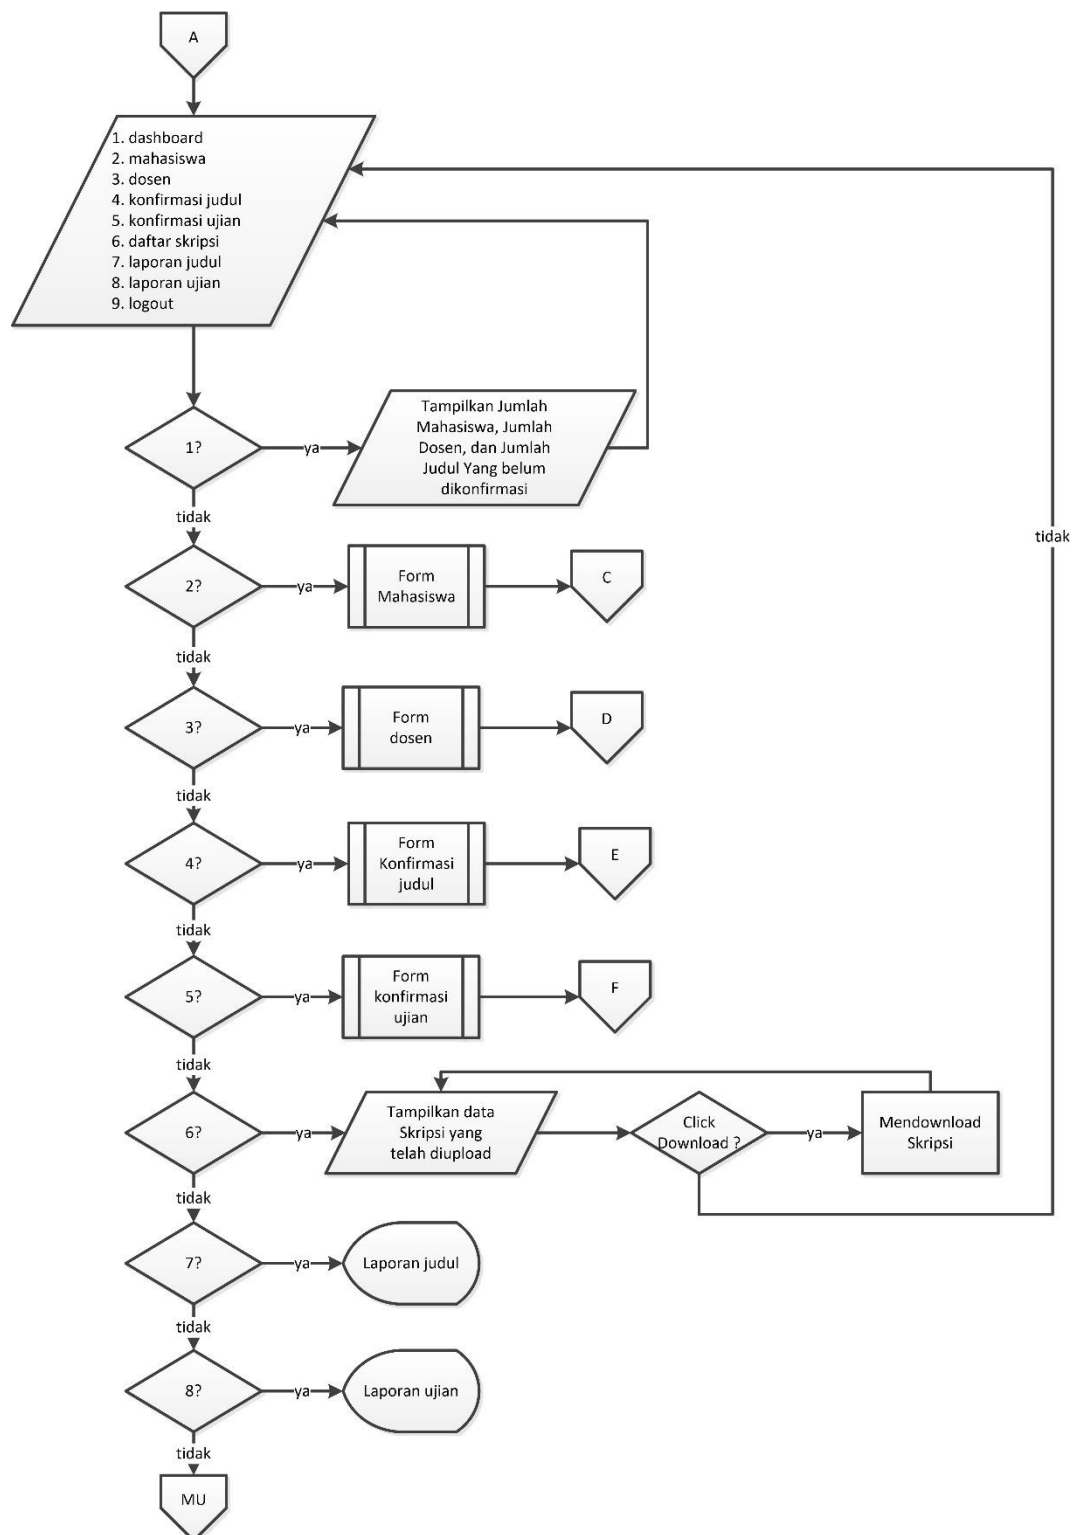 A
1. dashboard
2. mahasiswa
3. dosen
4. konfirmasi judul
5. konfirmasi ujian
6. daftar skripsi
7. laporan judul
8. laporan ujian
9. logout
1?
ya
Tampilkan Jumlah
Mahasiswa, Jumlah
Dosen, dan Jumlah
Judul Yang belum
dikonfirmasi
tidak
tidak
2?
ya
Form
Mahasiswa
C
tidak
3?
ya
Form
dosen
D
tidak
4?
ya
Form
Konfirmasi
judul
E
tidak
5?
ya
Form
konfirmasi
ujian
F
tidak
6?
ya
Tampilkan data
Skripsi yang
telah diupload
Click
Download ?
ya
Mendownload
Skripsi
tidak
7?
ya
Laporan judul
tidak
8?
ya
Laporan ujian
tidak
MU